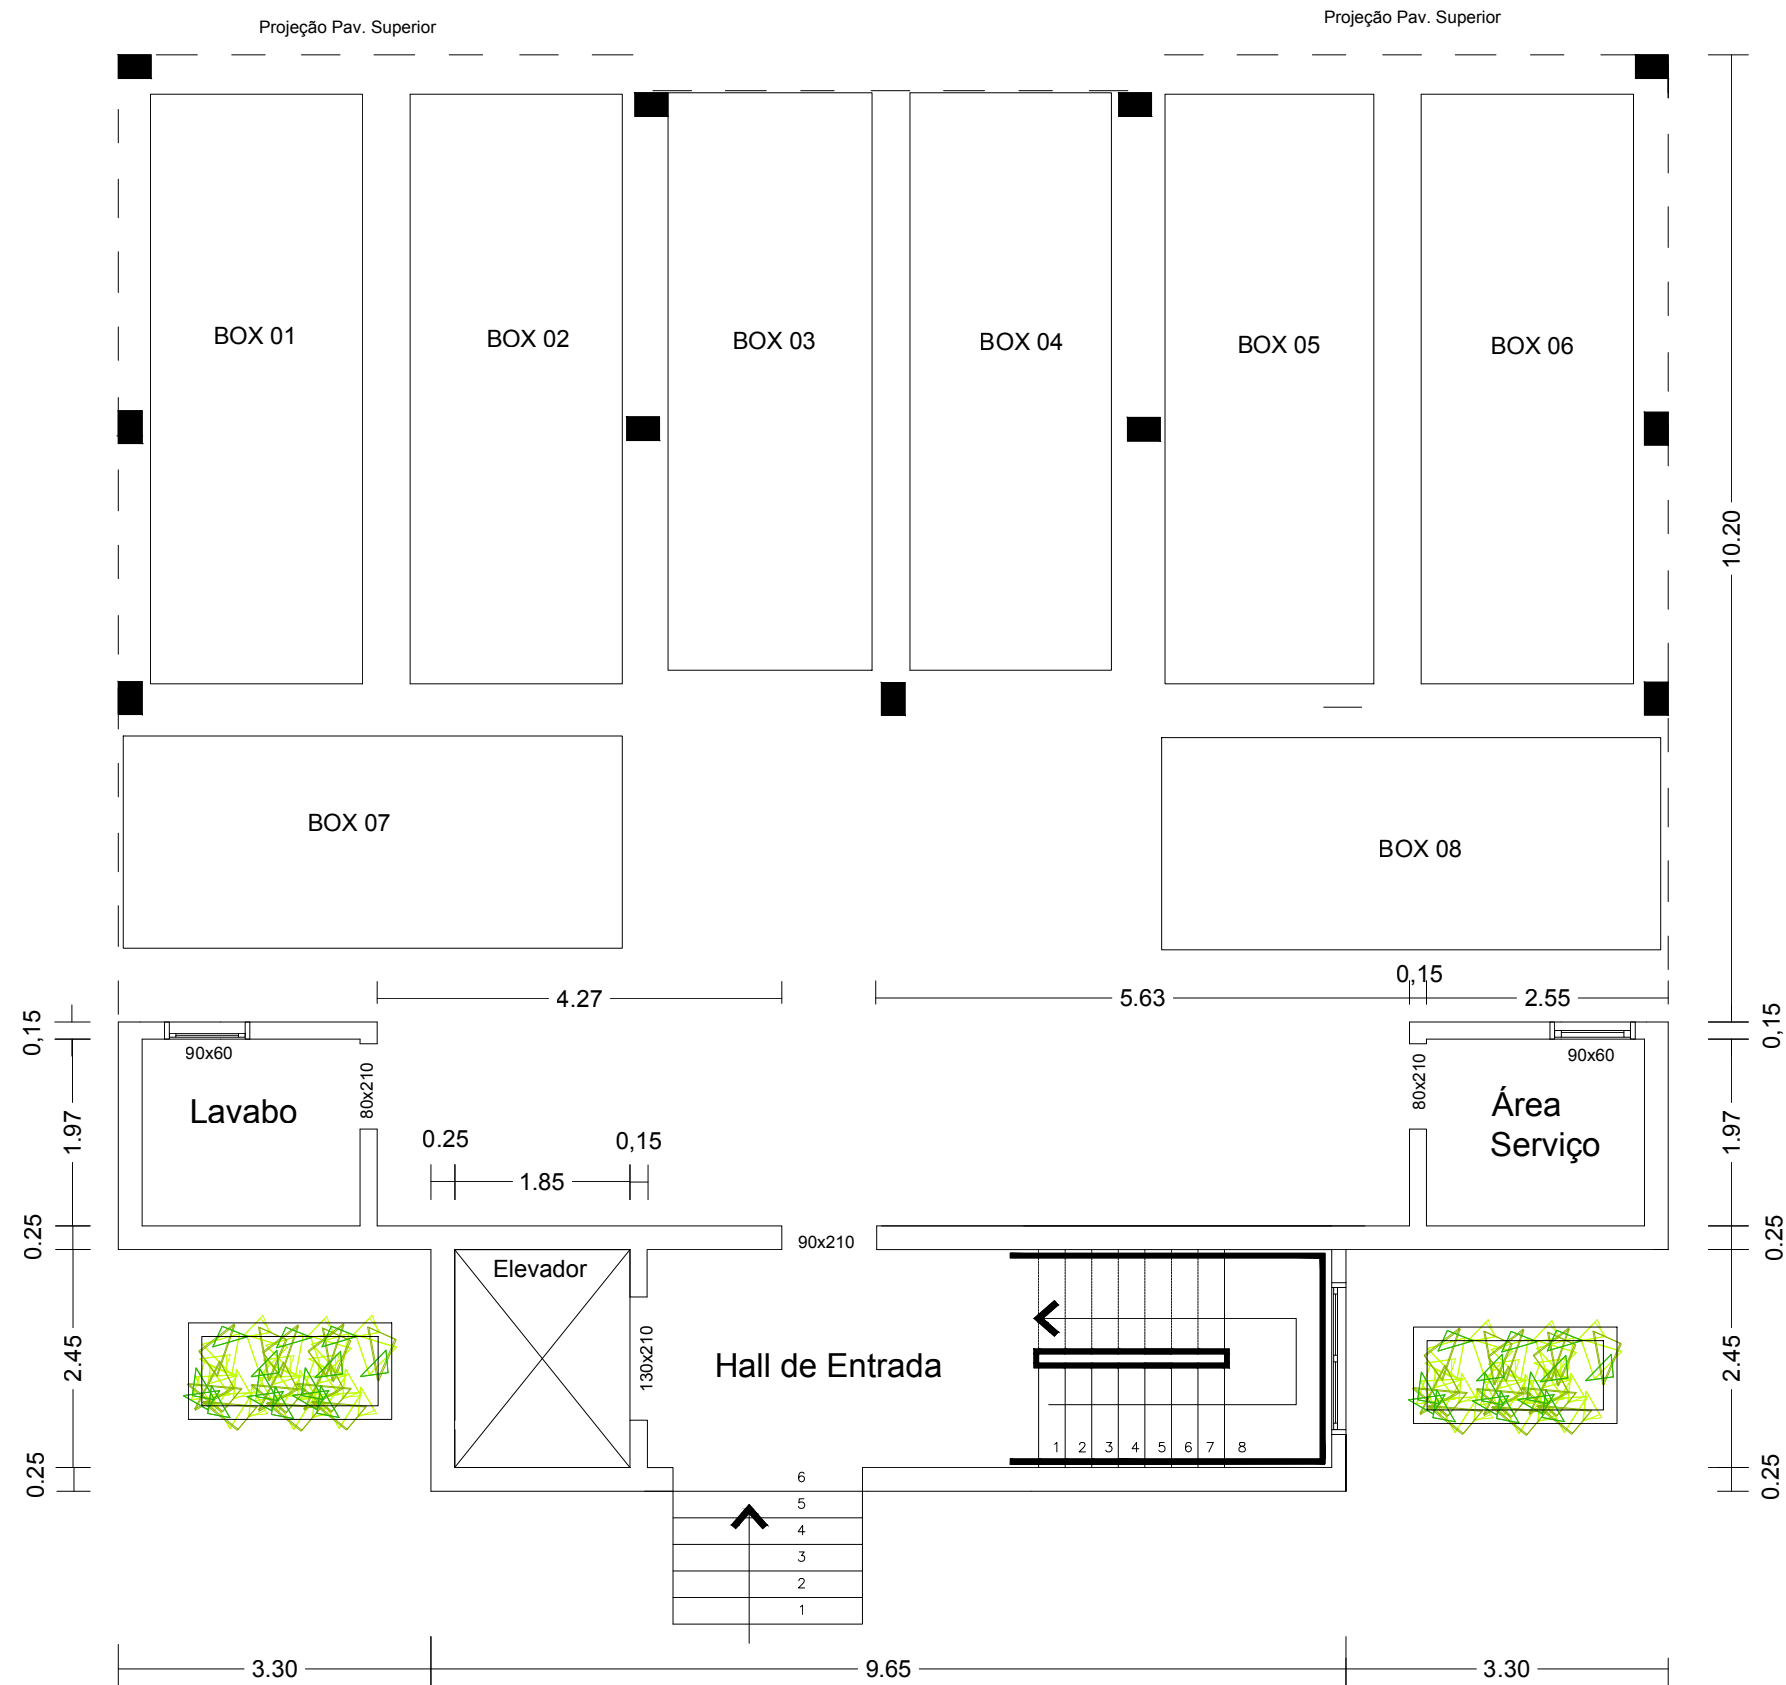 Projeção Pav. Superior
Projeção Pav. Superior
BOX 01
BOX 02
BOX 03
BOX 04
BOX 05
BOX 06
10.20
BOX 07
BOX 08
4.27
5.63
0,15
2.55
0,15
90x60
80x210
Lavabo
1.97
0.25
0,15
1.85
80x210
90x60
Área
Serviço
0,15
1.97
0.25
90x210
0.25
Elevador
130x210
Hall de Entrada
2.45
2.45
1 2 3 4 5 6 7 8
0.25
0.25
6
5
4
3
2
1
3.30
9.65
3.30